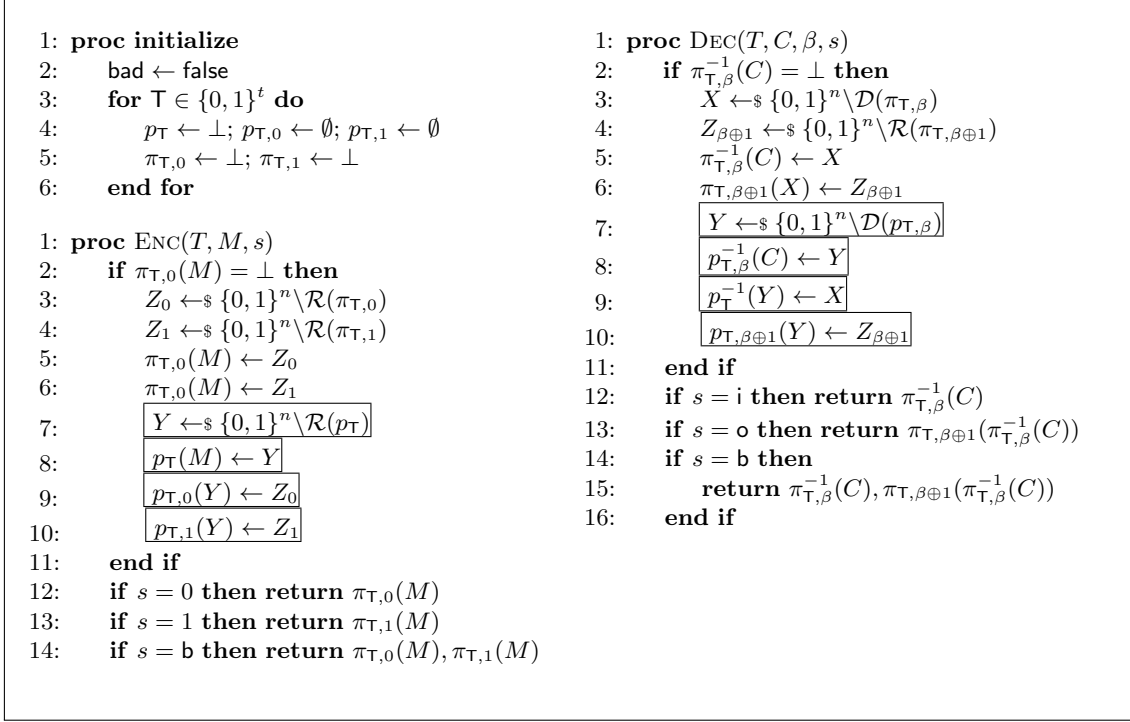 1: proc initialize
2: bad ← false
3: for T ∈ {0, 1}^t do
4: p_T ← ⊥; p_{T,0} ← ∅; p_{T,1} ← ∅
5: π_{T,0} ← ⊥; π_{T,1} ← ⊥
6: end for
1: proc ENC(T, M, s)
2: if π_{T,0}(M) = ⊥ then
3: Z_0 ←$ {0, 1}^n\R(π_{T,0})
4: Z_1 ←$ {0, 1}^n\R(π_{T,1})
5: π_{T,0}(M) ← Z_0
6: π_{T,0}(M) ← Z_1
7: Y ←$ {0, 1}^n\R(p_T)
8: p_T(M) ← Y
9: p_{T,0}(Y) ← Z_0
10: p_{T,1}(Y) ← Z_1
11: end if
12: if s = 0 then return π_{T,0}(M)
13: if s = 1 then return π_{T,1}(M)
14: if s = b then return π_{T,0}(M), π_{T,1}(M)
1: proc DEC(T, C, β, s)
2: if π^{-1}_{T,β}(C) = ⊥ then
3: X ←$ {0, 1}^n\D(π_{T,β})
4: Z_{β⊕1} ←$ {0, 1}^n\R(π_{T,β⊕1})
5: π^{-1}_{T,β}(C) ← X
6: π_{T,β⊕1}(X) ← Z_{β⊕1}
7: Y ←$ {0, 1}^n\D(p_{T,β})
8: p^{-1}_{T,β}(C) ← Y
9: p^{-1}_T(Y) ← X
10: p_{T,β⊕1}(Y) ← Z_{β⊕1}
11: end if
12: if s = i then return π^{-1}_{T,β}(C)
13: if s = o then return π_{T,β⊕1}(π^{-1}_{T,β}(C))
14: if s = b then
15: return π^{-1}_{T,β}(C), π_{T,β⊕1}(π^{-1}_{T,β}(C))
16: end if